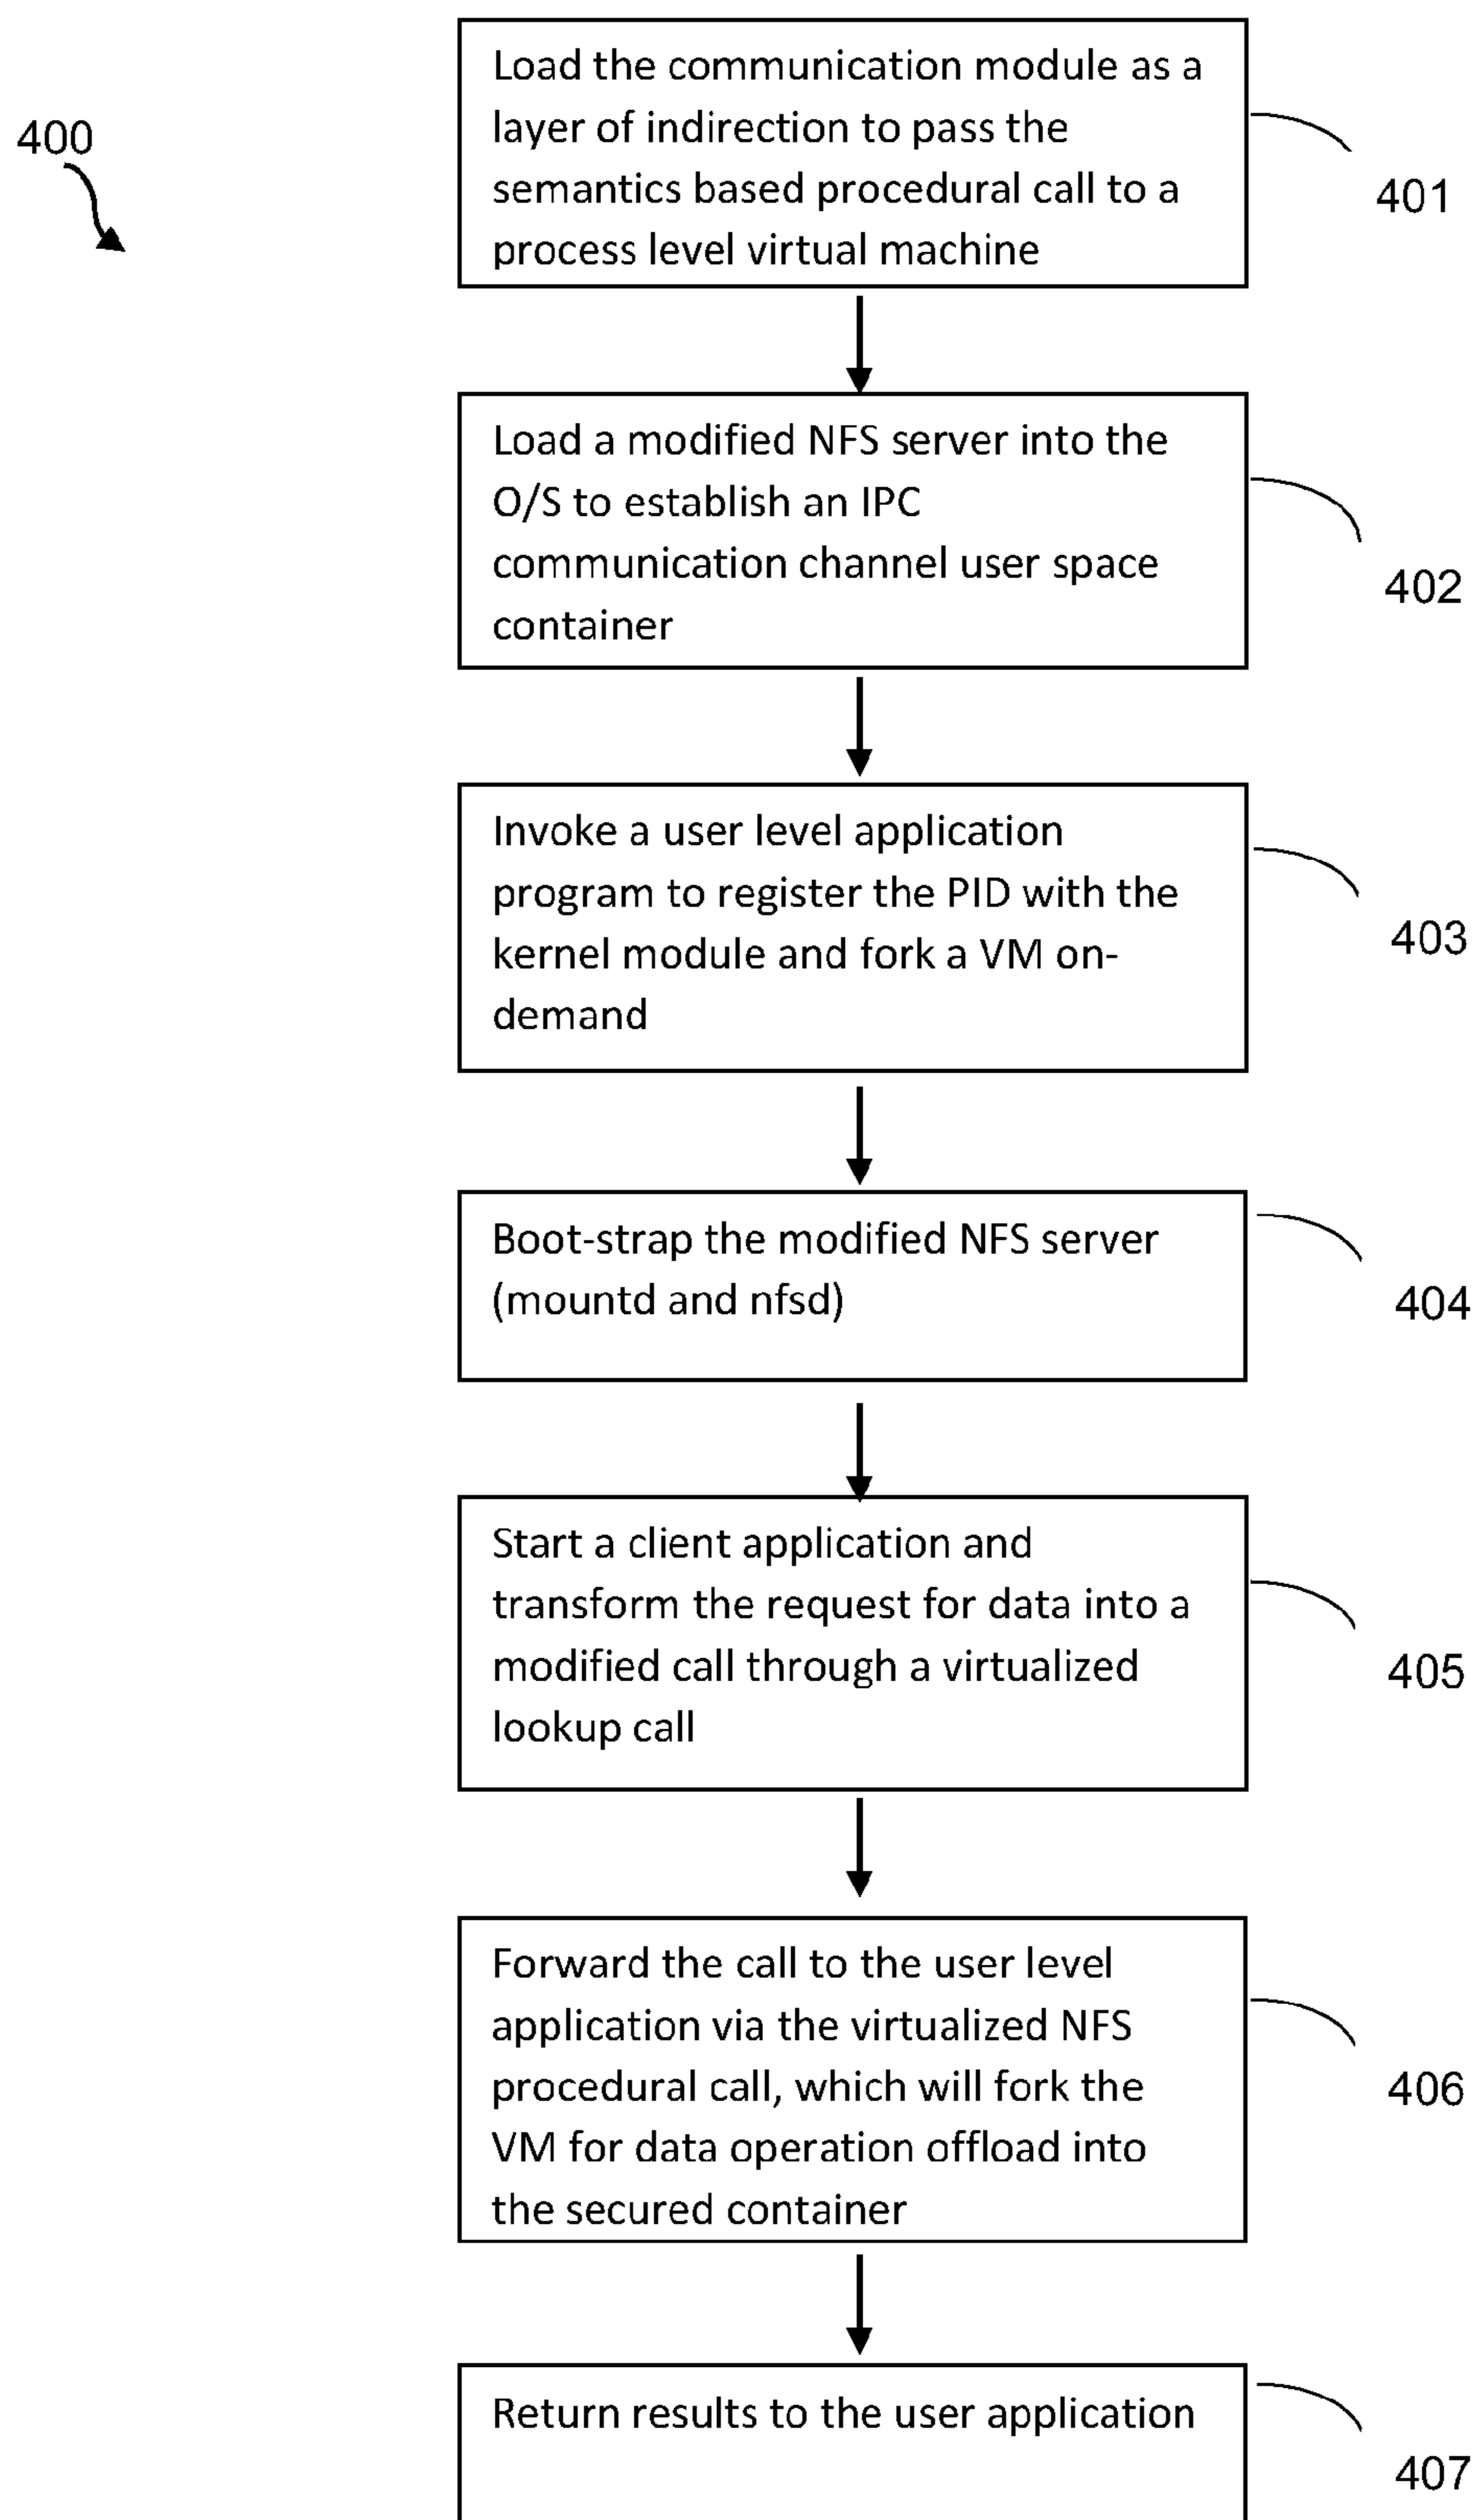 400
Load the communication module as a
layer of indirection to pass the
semantics based procedural call to a
process level virtual machine
401
Load a modified NFS server into the
O/S to establish an IPC
communication channel user space
container
402
Invoke a user level application
program to register the PID with the
kernel module and fork a VM on-
demand
403
Boot-strap the modified NFS server
(mountd and nfsd)
404
Start a client application and
transform the request for data into a
modified call through a virtualized
lookup call
405
Forward the call to the user level
application via the virtualized NFS
procedural call, which will fork the
VM for data operation offload into
the secured container
406
Return results to the user application
407